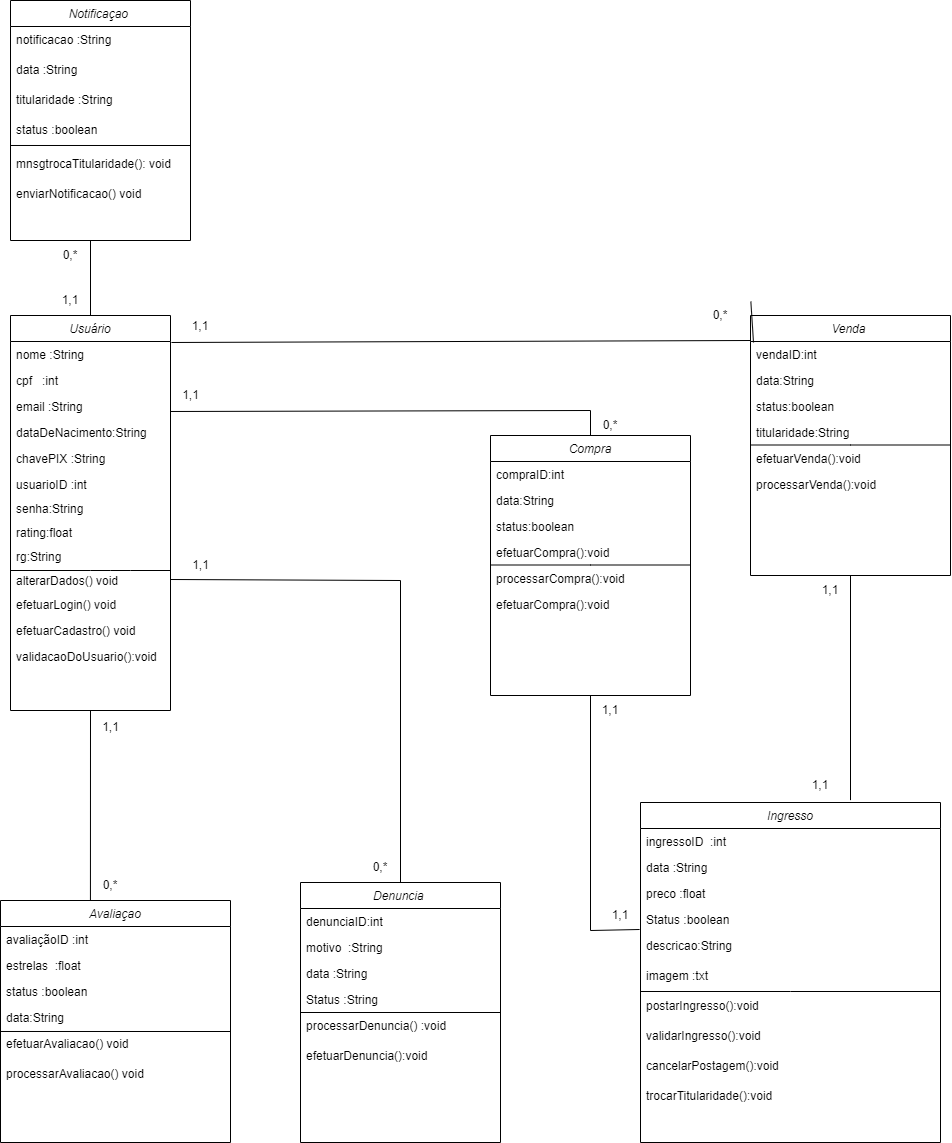 Notificaçao
notificacao :String
data :String
titularidade :String
status :boolean
mnsgtrocaTitularidade(): void
enviarNotificacao() void
0,*
1,1
Usuário
nome :String
cpf   :int
email :String
dataDeNacimento:String
chavePIX :String
usuarioID :int
senha:String
rating:float
rg:String
alterarDados() void
efetuarLogin() void
efetuarCadastro() void
validacaoDoUsuario():void
1,1
0,*
Venda
vendaID:int
data:String
status:boolean
titularidade:String
efetuarVenda():void
processarVenda():void
1,1
0,*
Compra
compraID:int
data:String
status:boolean
efetuarCompra():void
processarCompra():void
efetuarCompra():void
1,1
1,1
1,1
1,1
1,1
1,1
Ingresso
ingressoID  :int
data :String
preco :float
Status :boolean
descricao:String
imagem :txt
postarIngresso():void
validarIngresso():void
cancelarPostagem():void
trocarTitularidade():void
0,*
Denuncia
denunciaID:int
motivo  :String
data :String
Status :String
processarDenuncia() :void
efetuarDenuncia():void
0,*
Avaliaçao
avaliaçãoID :int
estrelas  :float
status :boolean
data:String
efetuarAvaliacao() void
processarAvaliacao() void